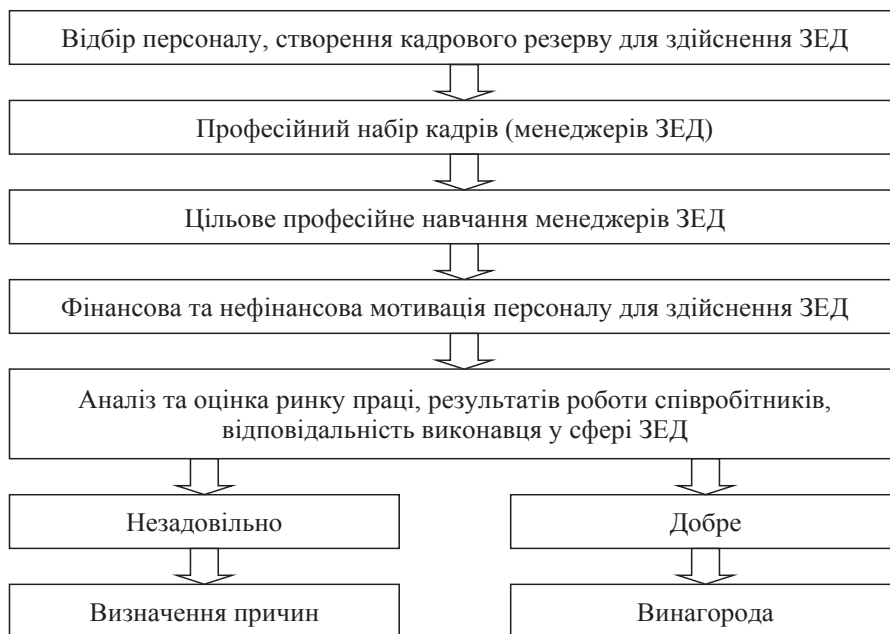 Відбір персоналу, створення кадрового резерву для здійснення ЗЕД
Професійний набір кадрів (менеджерів ЗЕД)
Цільове професійне навчання менеджерів ЗЕД
Фінансова та нефінансова мотивація персоналу для здійснення ЗЕД
Аналіз та оцінка ринку праці, результатів роботи співробітників,
відповідальність виконавця у сфері ЗЕД
Незадовільно
Добре
Визначення причин
Винагорода